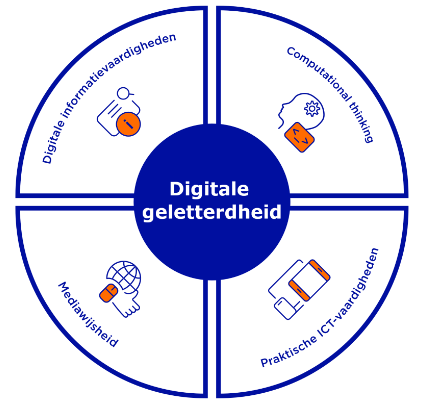 Digitale informatievaardigheden
Computational thinking
Digitale
geletterdheid
Mediawijsheid
Praktische ICT-vaardigheden